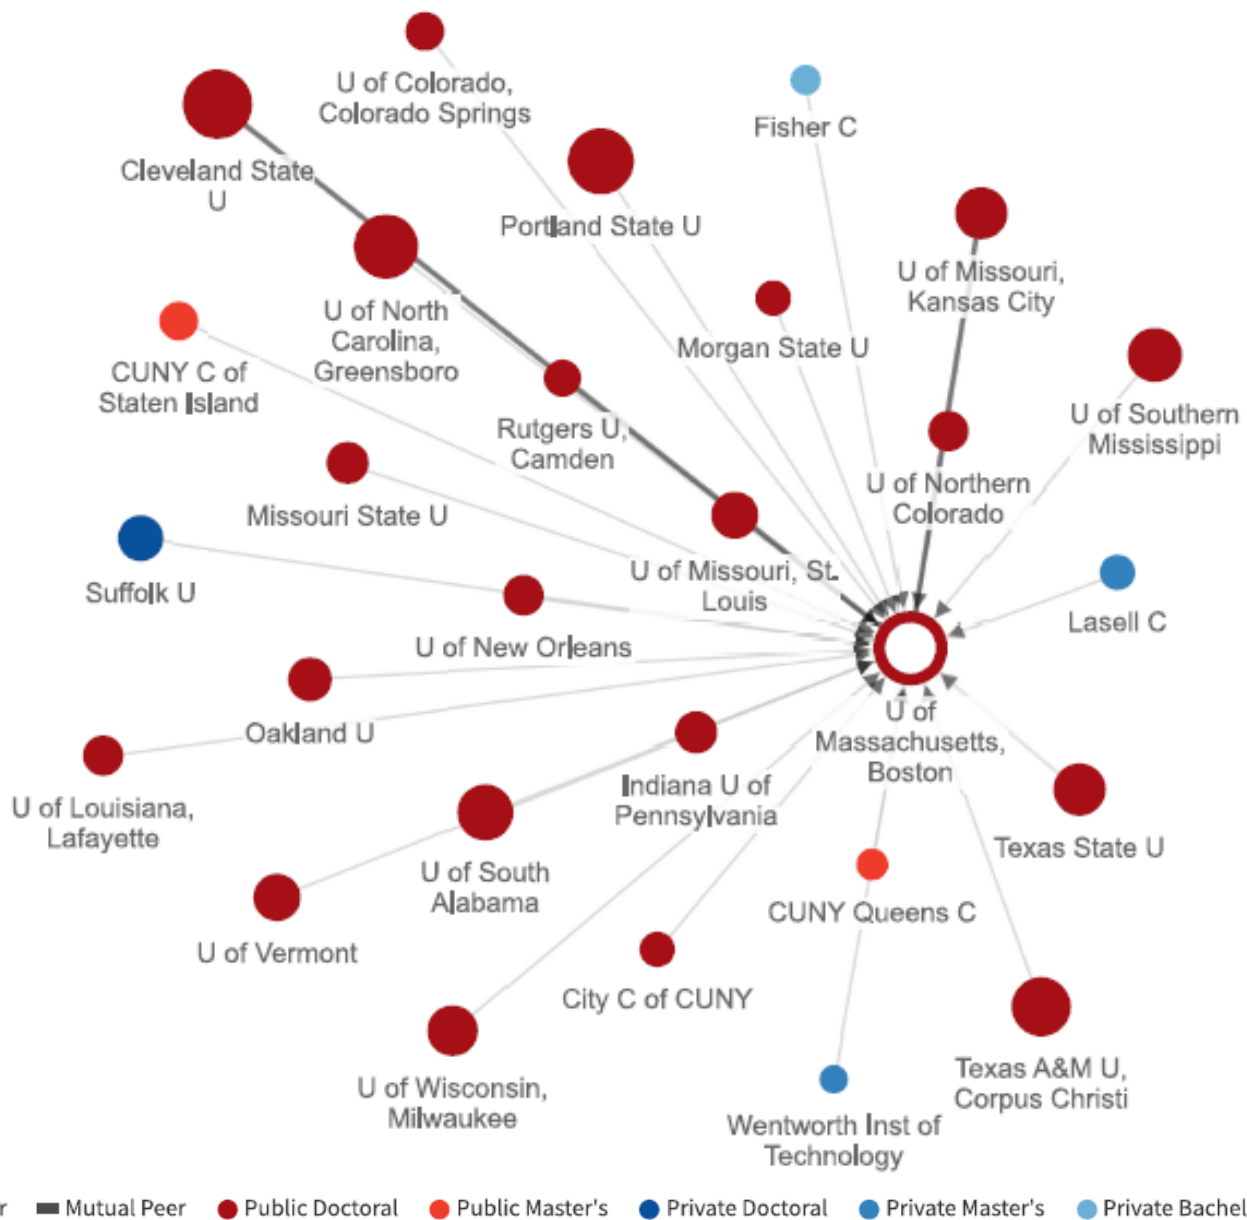 U of Colorado,
Colorado Springs
Fisher C
Cleveland State
U
Portland State U
U of Missouri,
Kansas City
U of North
Carolina,
Greensboro
Morgan State U
CUNY C of
Staten Island
U of Southern
Mississippi
Rutgers U,
Camden
U of Northern
Colorado
Missouri State U
U of Missouri, St.
Louis
Suffolk U
Lasell C
U of New Orleans
Oakland U
U of
Massachusetts,
Boston
U of Louisiana,
Lafayette
Indiana U of
Pennsylvania
Texas State U
U of South
Alabama
CUNY Queens C
U of Vermont
City C of CUNY
U of Wisconsin,
Milwaukee
Texas A&M U,
Corpus Christi
Wentworth Inst of
Technology
r Mutual Peer Public Doctoral Public Master's Private Doctoral Private Master's Private Bachel